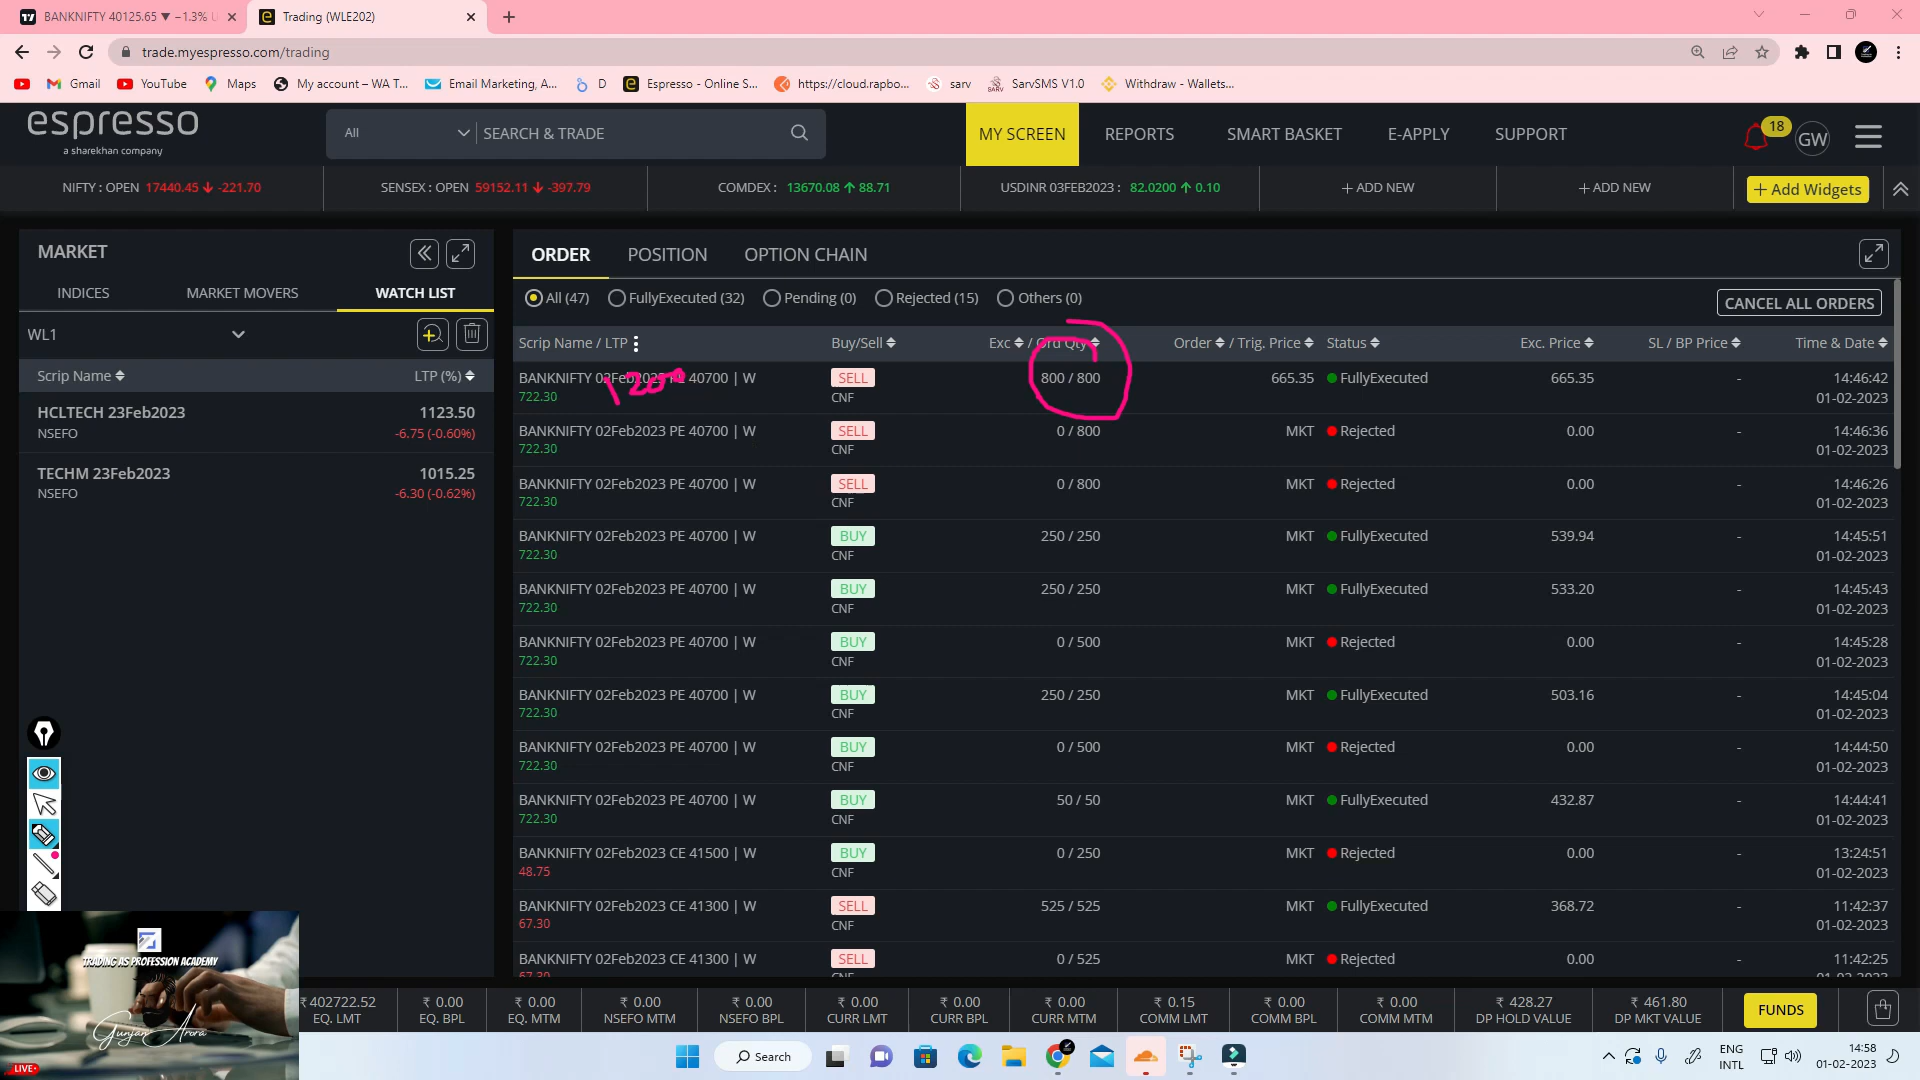 BANKNIFTY 40125.65 ▼ −1.3%
Trading (WLE202)
trade.myespresso.com/trading
Gmail
YouTube
Maps
My account – WA T...
Email Marketing, A...
D
Espresso - Online S...
https://cloud.rapbo...
sarv
SarvSMS V1.0
Withdraw - Wallets...
espresso
a sharekhan company
All
SEARCH & TRADE
MY SCREEN
REPORTS
SMART BASKET
E-APPLY
SUPPORT
18
GW
NIFTY : OPEN 17440.45 -221.70
SENSEX : OPEN 59152.11 -397.79
COMDEX : 13670.08 88.71
USDINR 03FEB2023 : 82.0200 0.10
+ ADD NEW
+ ADD NEW
+ Add Widgets
MARKET
INDICES
MARKET MOVERS
WATCH LIST
WL1
Scrip Name
LTP (%)
HCLTECH 23Feb2023 1123.50
NSEFO -6.75 (-0.60%)
TECHM 23Feb2023 1015.25
NSEFO -6.30 (-0.62%)
ORDER
POSITION
OPTION CHAIN
All (47) FullyExecuted (32) Pending (0) Rejected (15) Others (0)
CANCEL ALL ORDERS
Scrip Name / LTP Buy/Sell Exc / Ord Qty Order / Trig. Price Status Exc. Price SL / BP Price Time & Date
BANKNIFTY 02Feb2023 PE 40700 | W SELL 800 / 800 665.35 FullyExecuted 665.35 - 14:46:42
722.30 CNF 01-02-2023
1200
BANKNIFTY 02Feb2023 PE 40700 | W SELL 0 / 800 MKT Rejected 0.00 - 14:46:36
722.30 CNF 01-02-2023
BANKNIFTY 02Feb2023 PE 40700 | W SELL 0 / 800 MKT Rejected 0.00 - 14:46:26
722.30 CNF 01-02-2023
BANKNIFTY 02Feb2023 PE 40700 | W BUY 250 / 250 MKT FullyExecuted 539.94 - 14:45:51
722.30 CNF 01-02-2023
BANKNIFTY 02Feb2023 PE 40700 | W BUY 250 / 250 MKT FullyExecuted 533.20 - 14:45:43
722.30 CNF 01-02-2023
BANKNIFTY 02Feb2023 PE 40700 | W BUY 0 / 500 MKT Rejected 0.00 - 14:45:28
722.30 CNF 01-02-2023
BANKNIFTY 02Feb2023 PE 40700 | W BUY 250 / 250 MKT FullyExecuted 503.16 - 14:45:04
722.30 CNF 01-02-2023
BANKNIFTY 02Feb2023 PE 40700 | W BUY 0 / 500 MKT Rejected 0.00 - 14:44:50
722.30 CNF 01-02-2023
BANKNIFTY 02Feb2023 PE 40700 | W BUY 50 / 50 MKT FullyExecuted 432.87 - 14:44:41
722.30 CNF 01-02-2023
BANKNIFTY 02Feb2023 CE 41500 | W BUY 0 / 250 MKT Rejected 0.00 - 13:24:51
48.75 CNF 01-02-2023
BANKNIFTY 02Feb2023 CE 41300 | W SELL 525 / 525 MKT FullyExecuted 368.72 - 11:42:37
67.30 CNF 01-02-2023
BANKNIFTY 02Feb2023 CE 41300 | W SELL 0 / 525 MKT Rejected 0.00 - 11:42:25
67.30 CNF 01-02-2023
TRADING AS PROFESSION ACADEMY
Gunjan Arora
LIVE
₹ 402722.52 ₹ 0.00 ₹ 0.00 ₹ 0.00 ₹ 0.00 ₹ 0.00 ₹ 0.00 ₹ 0.00 ₹ 0.15 ₹ 0.00 ₹ 0.00 ₹ 428.27 ₹ 461.80
EQ. LMT EQ. BPL EQ. MTM NSEFO MTM NSEFO BPL CURR LMT CURR BPL CURR MTM COMM LMT COMM BPL COMM MTM DP HOLD VALUE DP MKT VALUE
FUNDS
Search
ENG
INTL
14:58
01-02-2023